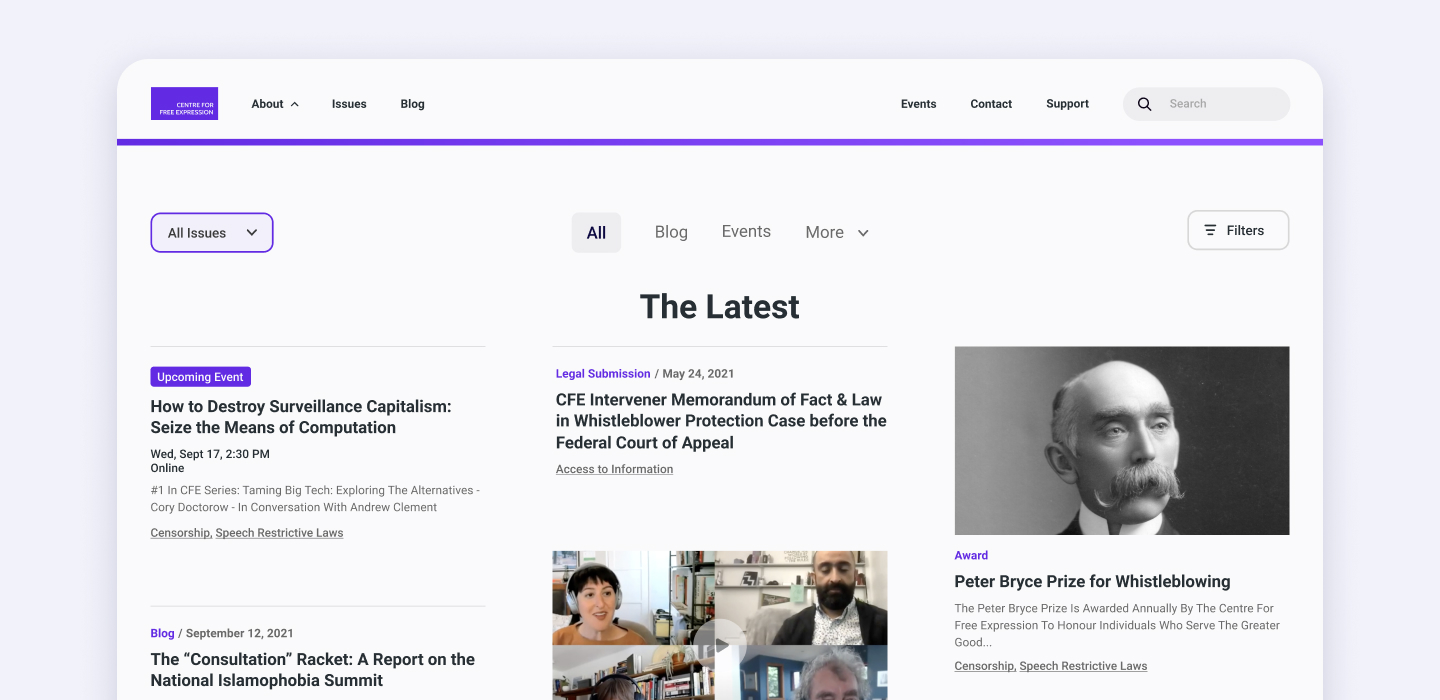 CENTRE FOR
FREE EXPRESSION
About
Issues
Blog
Events
Contact
Support
Search
All Issues
All
Blog
Events
More
Filters
The Latest
Upcoming Event
How to Destroy Surveillance Capitalism:
Seize the Means of Computation
Wed, Sept 17, 2:30 PM
Online
#1 In CFE Series: Taming Big Tech: Exploring The Alternatives -
Cory Doctorow - In Conversation With Andrew Clement
Censorship, Speech Restrictive Laws
Blog / September 12, 2021
The “Consultation” Racket: A Report on the
National Islamophobia Summit
Legal Submission / May 24, 2021
CFE Intervener Memorandum of Fact & Law
in Whistleblower Protection Case before the
Federal Court of Appeal
Access to Information
Award
Peter Bryce Prize for Whistleblowing
The Peter Bryce Prize Is Awarded Annually By The Centre For
Free Expression To Honour Individuals Who Serve The Greater
Good...
Censorship, Speech Restrictive Laws